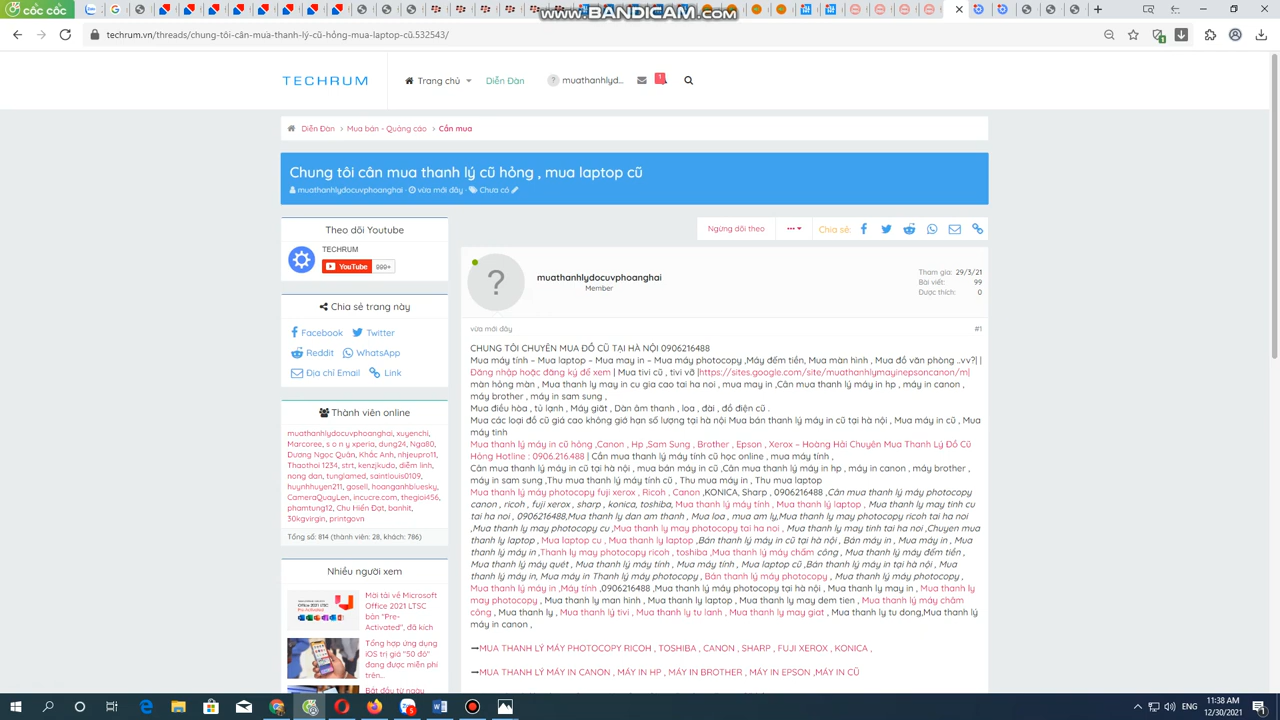 www.BANDICAM.com
techrum.vn/threads/chung-tôi-cần-mua-thanh-lý-cũ-hỏng-mua-laptop-cũ.532543/
TECHRUM
Trang chủ
Diễn Đàn
muathanhlyd...
1
Diễn Đàn
Mua bán - Quảng cáo
Cần mua
Chung tôi cần mua thanh lý cũ hỏng , mua laptop cũ
muathanhlydocuvphoanghai · vừa mới đây · Chưa có
Theo dõi Youtube
TECHRUM
YouTube 999+
Chia sẻ trang này
Facebook Twitter
Reddit WhatsApp
Địa chỉ Email Link
Thành viên online
muathanhlydocuvphoanghai, xuyenchi,
Marcoree, s o n y xperia, dung24, Nga80,
Dương Ngọc Quân, Khắc Anh, nhjeupro11,
Thaothoi 1234, strt, kenzjkudo, diễm linh,
nong dan, tunglamed, saintlouis0109,
huynhhuyen211, gosell, hoanganhbluesky,
CameraQuayLen, incucre.com, thegioi456,
phamtung12, Chu Hiến Đạt, banhit,
30kgvirgin, printgovn
Tổng số: 814 (thành viên: 28, khách: 786)
Nhiều người xem
Mời tải về Microsoft
Office 2021 LTSC
bản "Pre-
Activated", đã kích
Tổng hợp ứng dụng
iOS trị giá "50 đô"
đang được miễn phí
trên...
Bắt đầu từ ngày
Ngừng dõi theo
Chia sẻ:
muathanhlydocuvphoanghai
Member
Tham gia: 29/3/21
Bài viết: 99
Được thích: 0
vừa mới đây
#1
CHUNG TÔI CHUYÊN MUA ĐỒ CŨ TẠI HÀ NỘI 0906216488
Mua máy tính – Mua laptop – Mua may in – Mua máy photocopy ,Máy đếm tiền, Mua màn hình , Mua đồ văn phòng ..vv?| |
Đăng nhập hoặc đăng ký để xem | Mua tivi cũ , tivi vỡ |https://sites.google.com/site/muathanhlymayinepsoncanon/m|
màn hỏng màn , Mua thanh ly may in cu gia cao tai ha noi , mua may in ,Cần mua thanh lý máy in hp , máy in canon ,
máy brother , máy in sam sung ,
Mua điều hòa , tủ lạnh , Máy giăt , Dàn âm thanh , loa , đài , đồ điện cũ .
Mua các loại đồ cũ giá cao không giớ hạn số lượng tại hà nội Mua bán thanh lý máy in cũ tại hà nội , Mua máy in cũ , Mua
máy tính
Mua thanh lý máy in cũ hỏng ,Canon , Hp ,Sam Sung , Brother , Epson , Xerox – Hoàng Hải Chuyên Mua Thanh Lý Đồ Cũ
Hỏng Hotline : 0906.216.488 | Cần mua thanh lý máy tính cũ học online , mua máy tính ,
Cần mua thanh lý máy in cũ tại hà nội , mua bán máy in cũ ,Cần mua thanh lý máy in hp , máy in canon , máy brother ,
máy in sam sung ,Thu mua thanh lý máy tính cũ , Thu mua máy in , Thu mua laptop
Mua thanh lý máy photocopy fuji xerox , Ricoh , Canon ,KONICA, Sharp , 0906216488 ,Cần mua thanh lý máy photocopy
canon , ricoh , fuji xerox , sharp , konica, toshiba, Mua thanh lý máy tính , Mua thanh lý laptop , Mua thanh ly may tinh cu
tai ha noi , 0906216488,Mua thanh ly dan am thanh , Mua loa , mua am ly,Mua thanh ly may photocopy ricoh tai ha noi
,Mua thanh ly may photocopy cu ,Mua thanh ly may photocopy tai ha noi , Mua thanh ly may tinh tai ha noi ,Chuyen mua
thanh ly laptop , Mua laptop cu , Mua thanh ly laptop ,Bán thanh lý máy in cũ tại hà nội , Bán máy in , Mua máy in , Mua
thanh lý máy in ,Thanh ly may photocopy ricoh , toshiba ,Mua thanh lý máy chấm công , Mua thanh lý máy đếm tiền ,
Mua thanh lý máy quét , Mua thanh lý máy tính , Mua máy tính , Mua laptop cũ ,Bán thanh lý máy in tại hà nội , Mua
thanh lý máy in, Mua máy in Thanh lý máy photocopy , Bán thanh lý máy photocopy , Mua thanh lý máy photocopy ,
Mua thanh lý máy in ,Máy tính ,0906216488 ,Mua thanh lý máy photocopy tại hà nội , Mua thanh ly may in , Mua thanh ly
may photocopy , Mua thanh ly man hinh , Mua thanh ly laptop , Mua thanh ly may dem tien , Mua thanh lý máy chấm
công , Mua thanh ly , Mua thanh lý tivi , Mua thanh ly tu lanh , Mua thanh ly may giat , Mua thanh ly tu dong,Mua thanh lý
máy in canon ,
MUA THANH LÝ MÁY PHOTOCOPY RICOH , TOSHIBA , CANON , SHARP , FUJI XEROX , KONICA ,
MUA THANH LÝ MÁY IN CANON , MÁY IN HP , MÁY IN BROTHER , MÁY IN EPSON ,MÁY IN CŨ
ENG
11:38 AM
12/30/2021